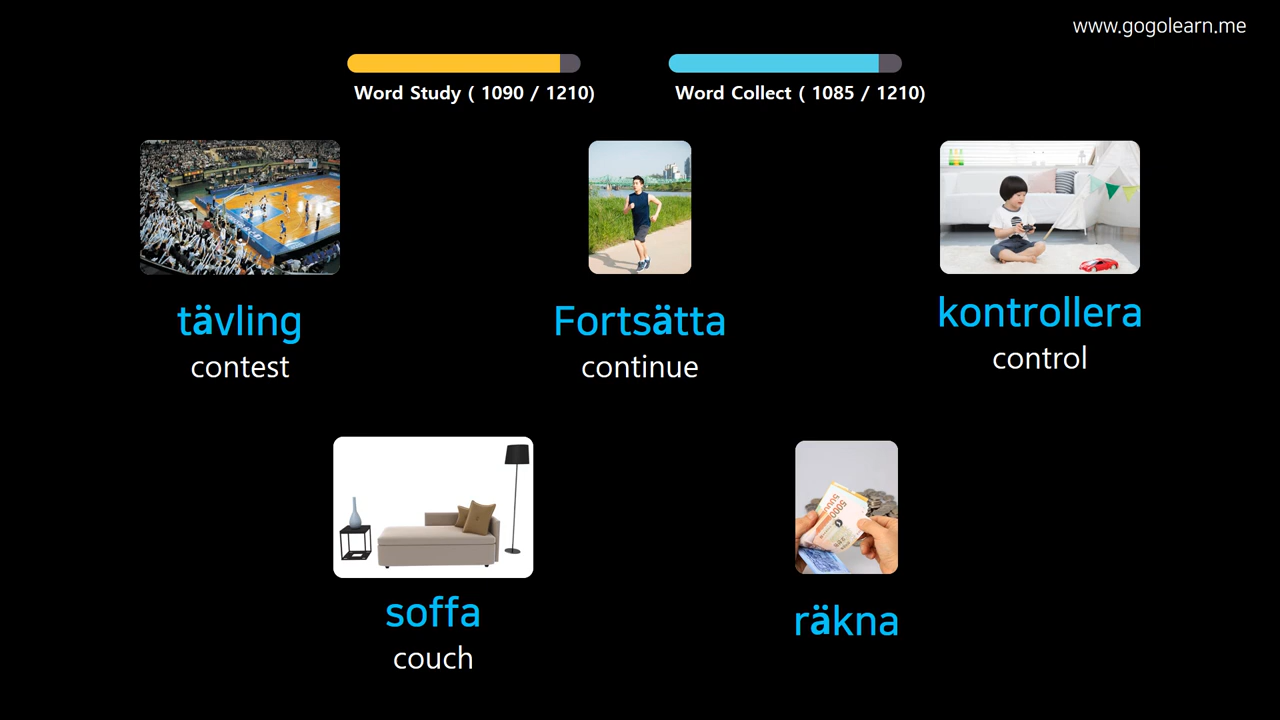 www.gogolearn.me
Word Study ( 1090 / 1210)
Word Collect ( 1085 / 1210)
tävling
contest
Fortsätta
continue
kontrollera
control
soffa
couch
räkna